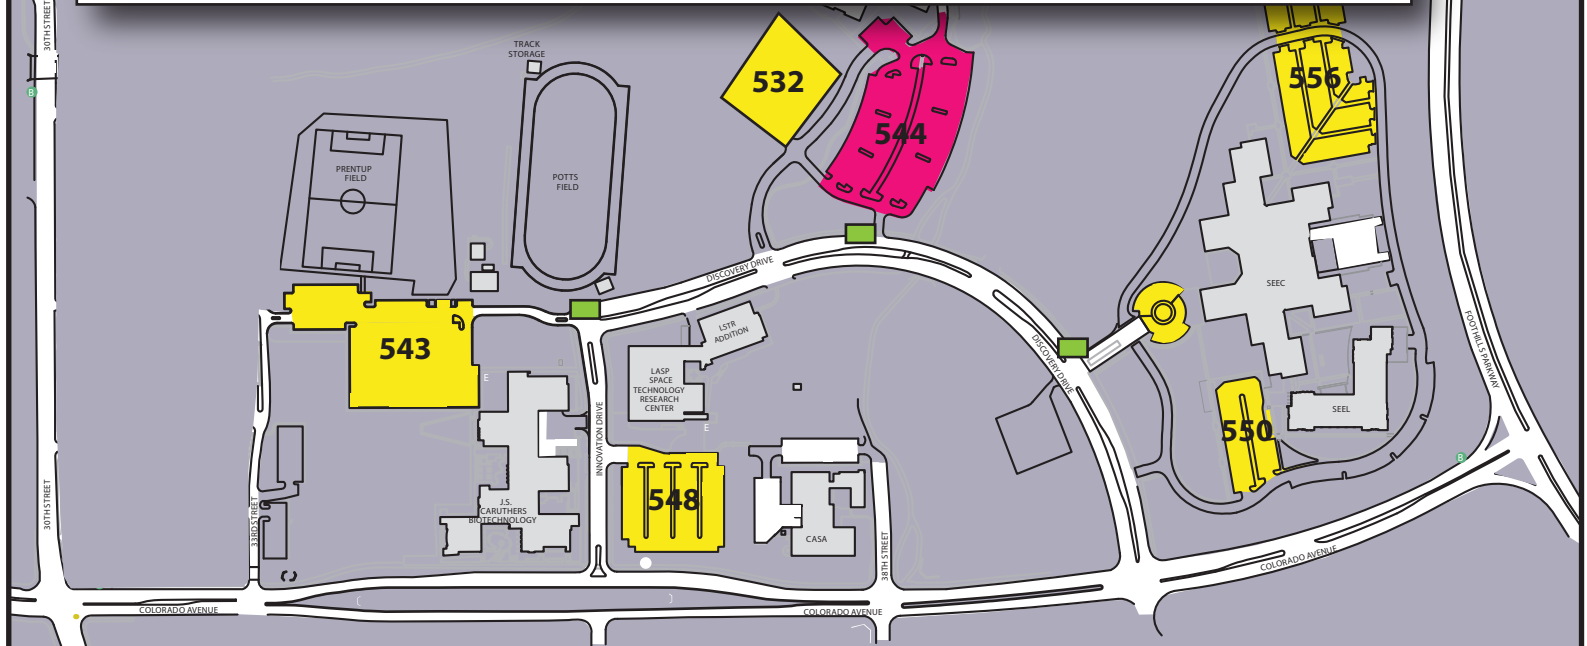 30TH STREET
B
TRACK
STORAGE
532
544
556
PRENTUP
FIELD
POTTS
FIELD
DISCOVERY DRIVE
SEEC
543
LSTR
ADDITION
E
LASP
SPACE
TECHNOLOGY
RESEARCH
CENTER
E
DISCOVERY DRIVE
FOOTHILLS PARKWAY
SEEL
550
INNOVATION DRIVE
B
30TH STREET
33RD STREET
548
J.S.
CARUTHERS
BIOTECHNOLOGY
CASA
38TH STREET
COLORADO AVENUE
COLORADO AVENUE
COLORADO AVENUE